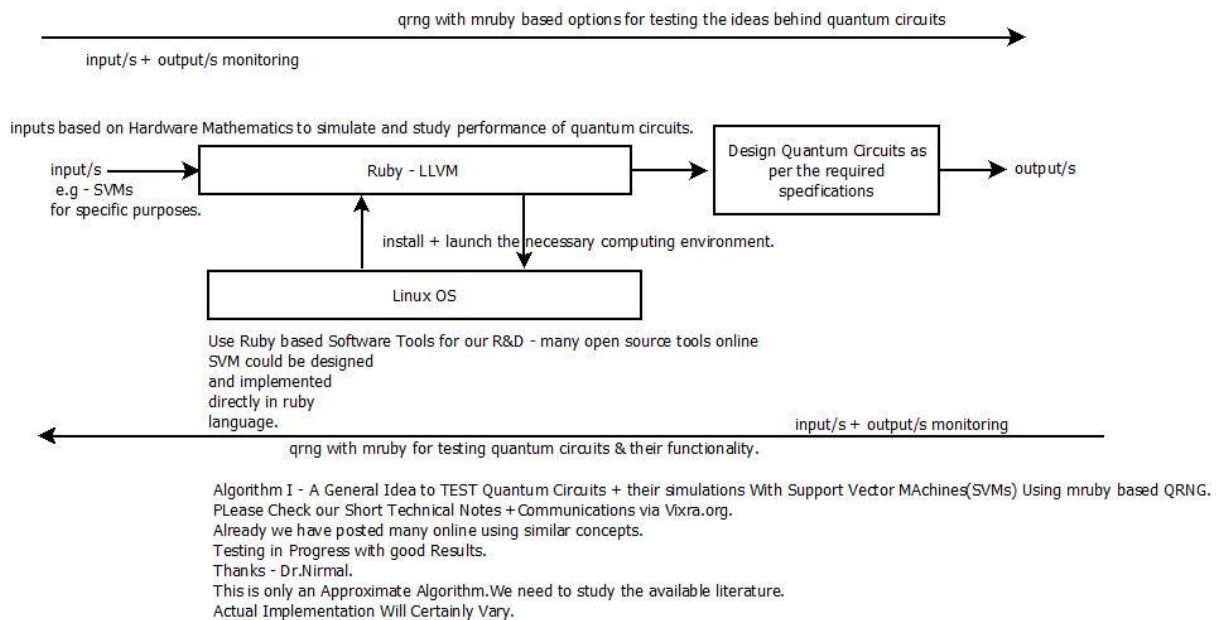 qrng with mruby based options for testing the ideas behind quantum circuits
input/s + output/s monitoring
inputs based on Hardware Mathematics to simulate and study performance of quantum circuits.
input/s
e.g - SVMs
for specific purposes.
Ruby - LLVM
Design Quantum Circuits as
per the required
specifications
output/s
install + launch the necessary computing environment.
Linux OS
Use Ruby based Software Tools for our R&D - many open source tools online
SVM could be designed
and implemented
directly in ruby
language.
input/s + output/s monitoring
qrng with mruby for testing quantum circuits & their functionality.
Algorithm I - A General Idea to TEST Quantum Circuits + their simulations With Support Vector MAchines(SVMs) Using mruby based QRNG.
PLease Check our Short Technical Notes +Communications via Vixra.org.
Already we have posted many online using similar concepts.
Testing in Progress with good Results.
Thanks - Dr.Nirmal.
This is only an Approximate Algorithm.We need to study the available literature.
Actual Implementation Will Certainly Vary.